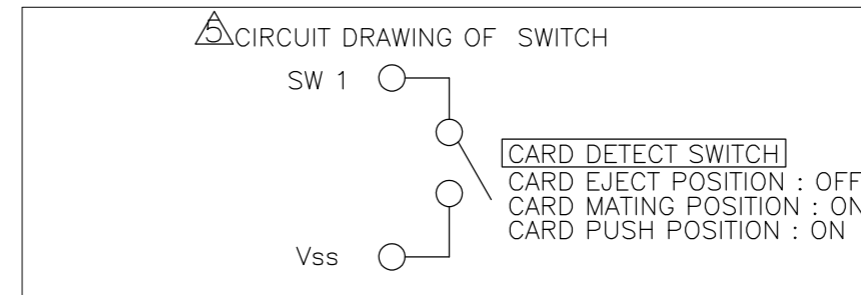 5 CIRCUIT DRAWING OF SWITCH
SW 1
CARD DETECT SWITCH
CARD EJECT POSITION : OFF
CARD MATING POSITION : ON
CARD PUSH POSITION : ON
Vss